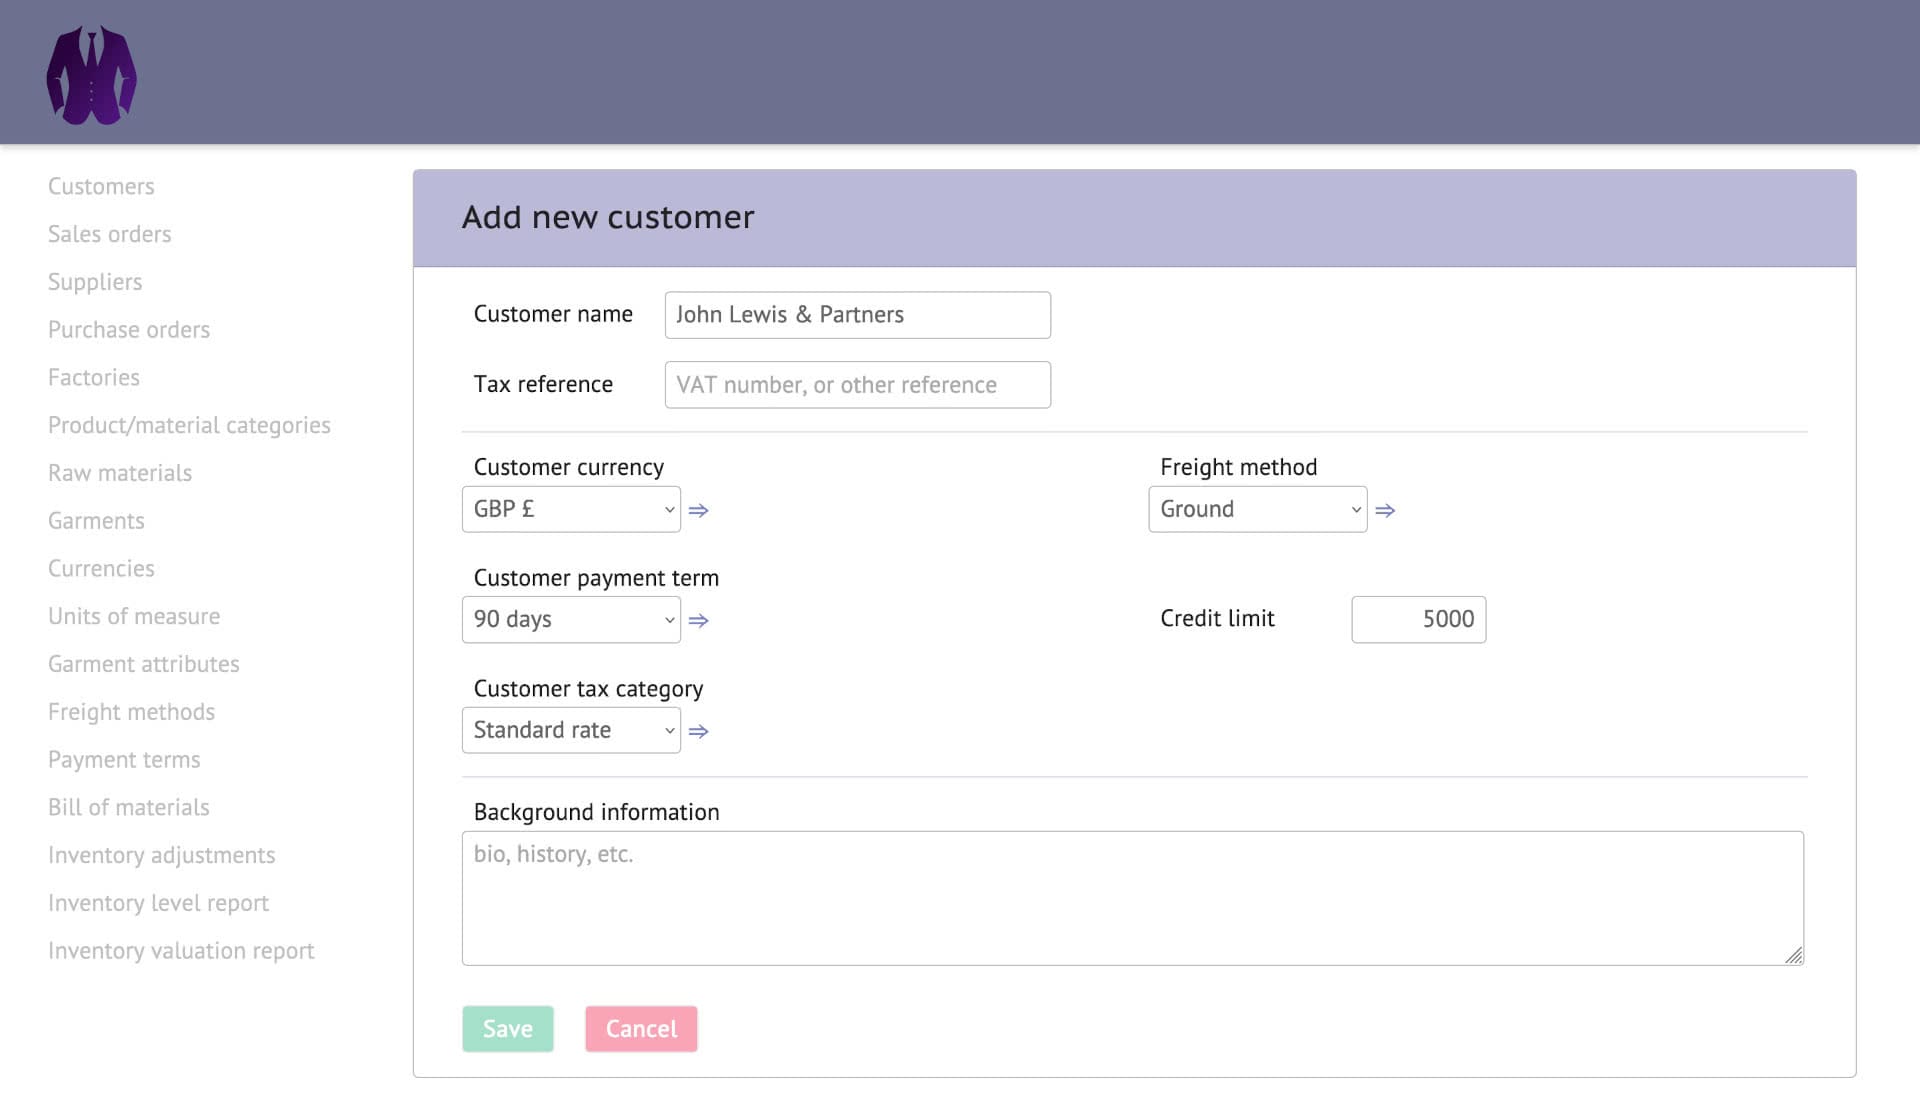 Customers
Sales orders
Suppliers
Purchase orders
Factories
Product/material categories
Raw materials
Garments
Currencies
Units of measure
Garment attributes
Freight methods
Payment terms
Bill of materials
Inventory adjustments
Inventory level report
Inventory valuation report
Add new customer
Customer name John Lewis & Partners
Tax reference VAT number, or other reference
Customer currency
GBP £
Freight method
Ground
Customer payment term
90 days
Credit limit 5000
Customer tax category
Standard rate
Background information
bio, history, etc.
Save Cancel